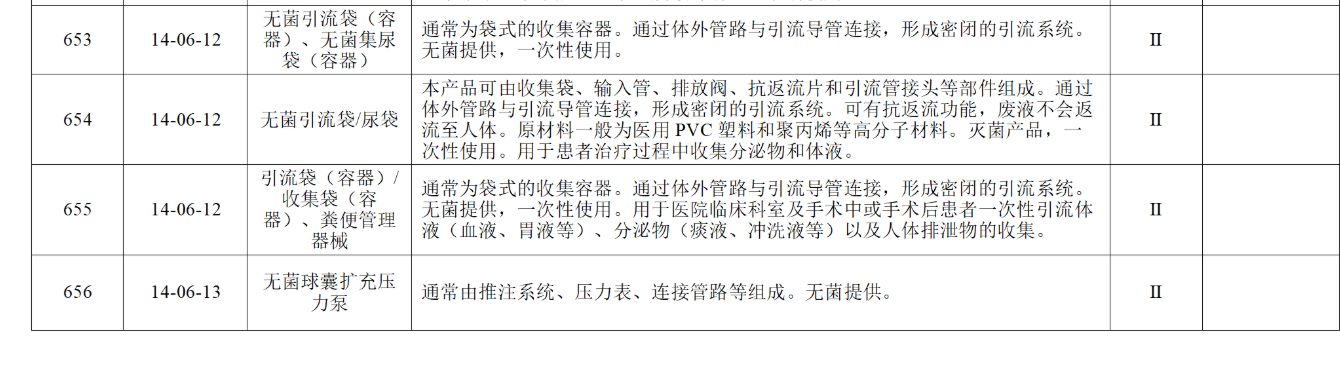 653
14-06-12
无菌引流袋（容
器）、无菌集尿
袋（容器）
通常为袋式的收集容器。通过体外管路与引流导管连接，形成密闭的引流系统。
无菌提供，一次性使用。
Ⅱ
654
14-06-12
无菌引流袋/尿袋
本产品可由收集袋、输入管、排放阀、抗返流片和引流管接头等部件组成。通过
体外管路与引流导管连接，形成密闭的引流系统。可有抗返流功能，废液不会返
流至人体。原材料一般为医用 PVC 塑料和聚丙烯等高分子材料。灭菌产品，一
次性使用。用于患者治疗过程中收集分泌物和体液。
Ⅱ
655
14-06-12
引流袋（容器）/
收集袋（容
器）、粪便管理
器械
通常为袋式的收集容器。通过体外管路与引流导管连接，形成密闭的引流系统。
无菌提供，一次性使用。用于医院临床科室及手术中或手术后患者一次性引流体
液（血液、胃液等）、分泌物（痰液、冲洗液等）以及人体排泄物的收集。
Ⅱ
656
14-06-13
无菌球囊扩充压
力泵
通常由推注系统、压力表、连接管路等组成。无菌提供。
Ⅱ